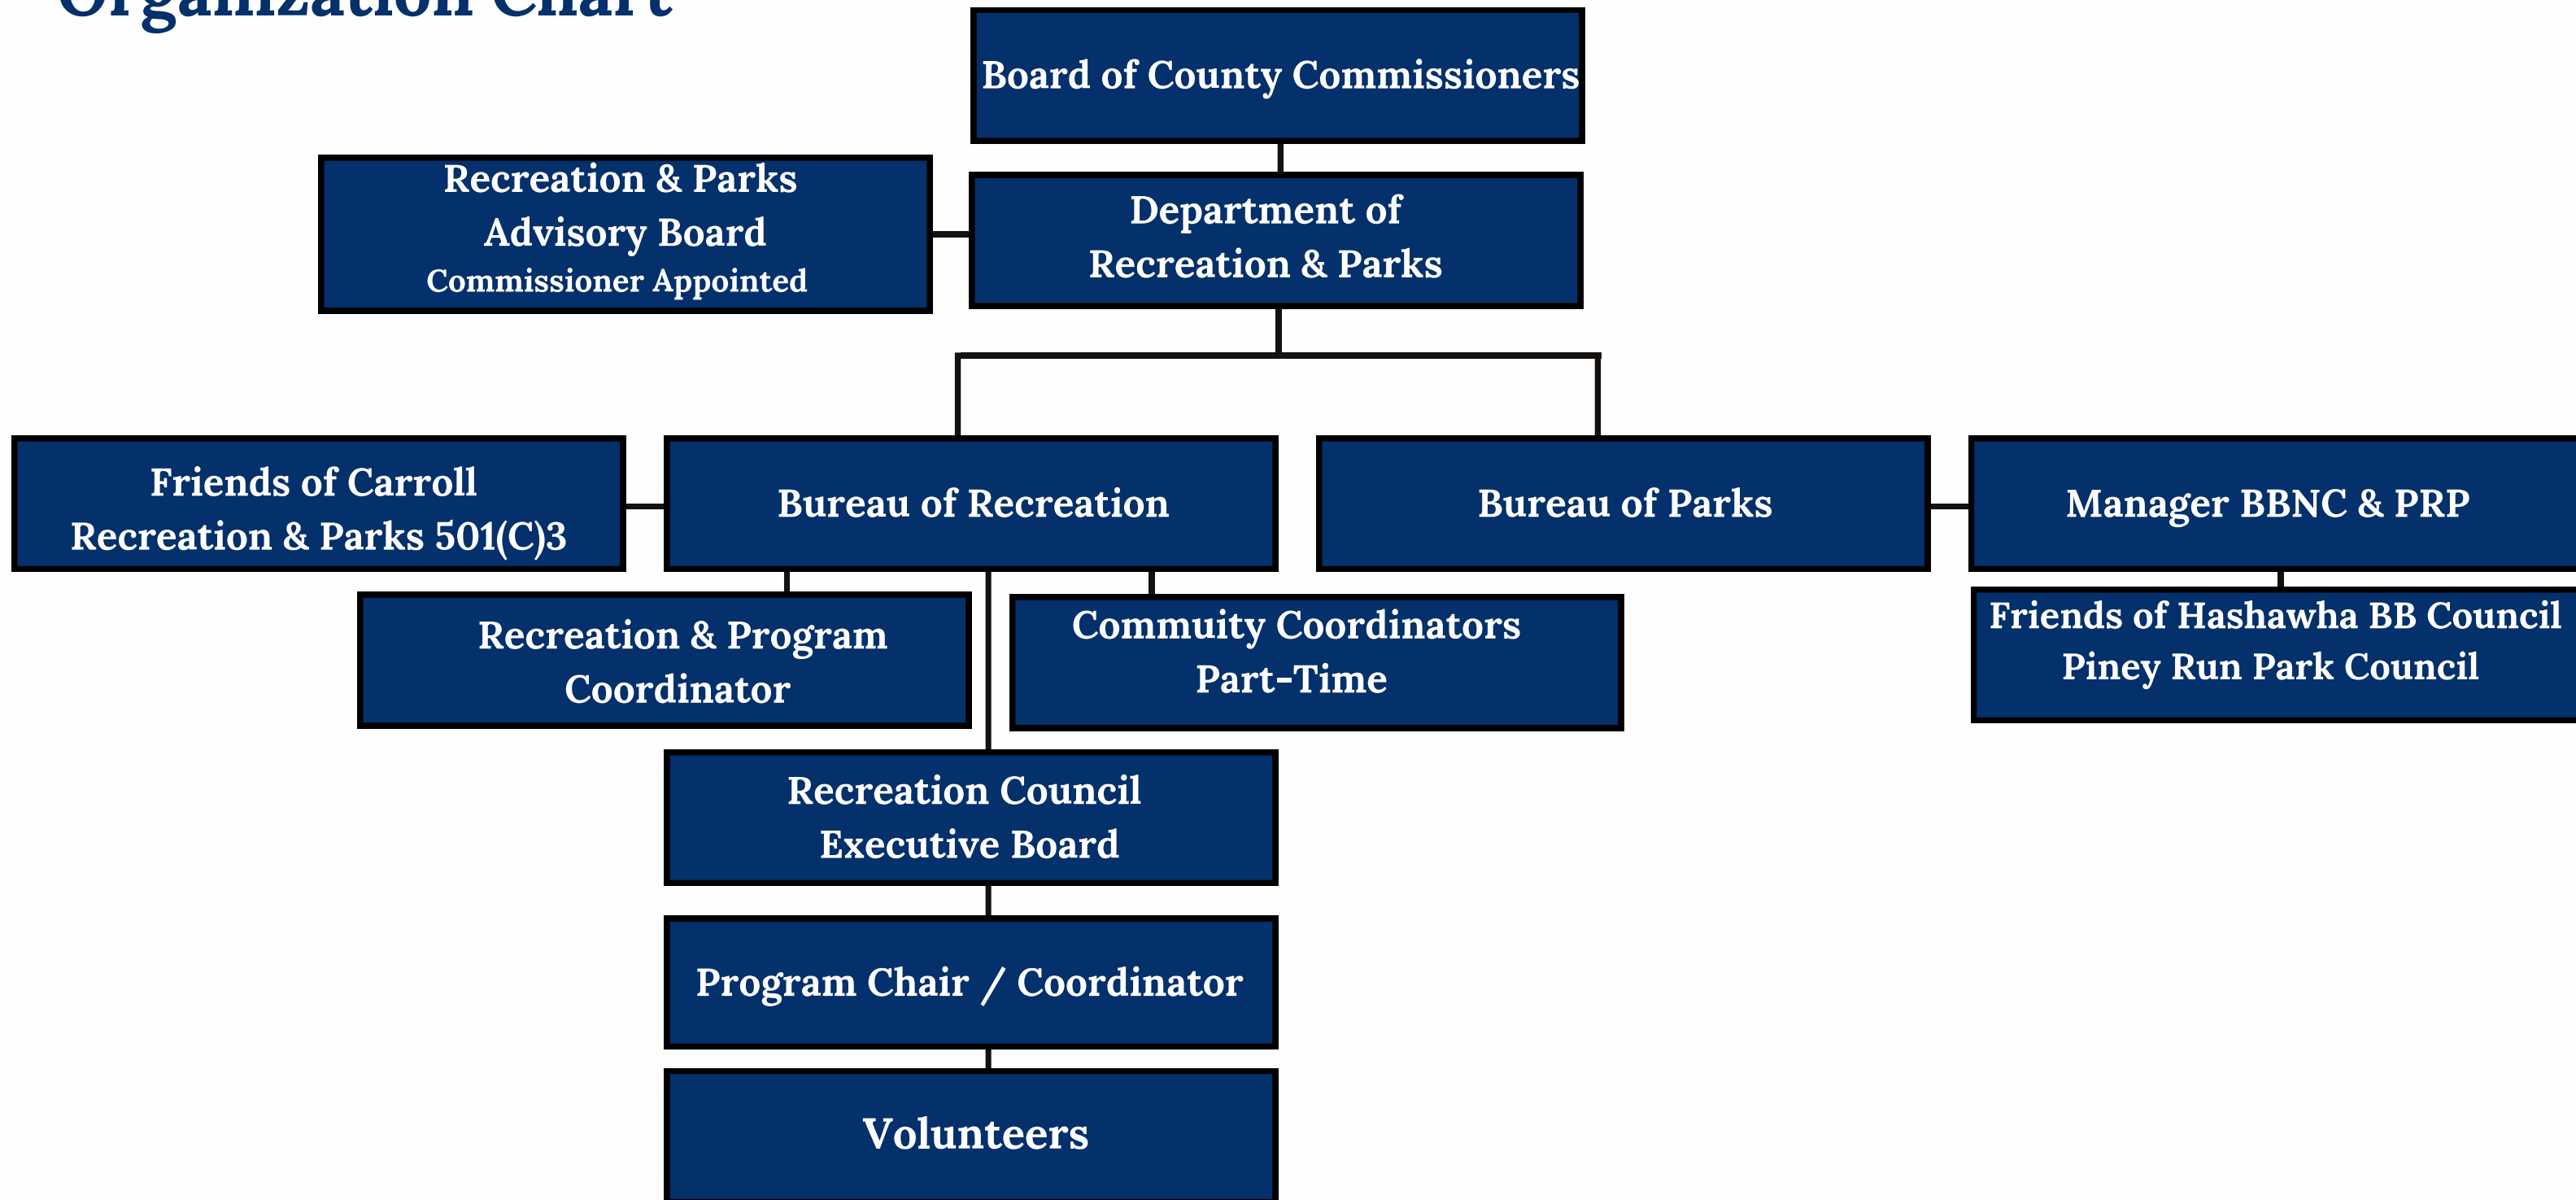 Organization Chart
Board of County Commissioners
Recreation & Parks
Advisory Board
Commissioner Appointed
Department of
Recreation & Parks
Friends of Carroll
Recreation & Parks 501(C)3
Bureau of Recreation
Bureau of Parks
Manager BBNC & PRP
Recreation & Program
Coordinator
Commuity Coordinators
Part-Time
Friends of Hashawha BB Council
Piney Run Park Council
Recreation Council
Executive Board
Program Chair / Coordinator
Volunteers